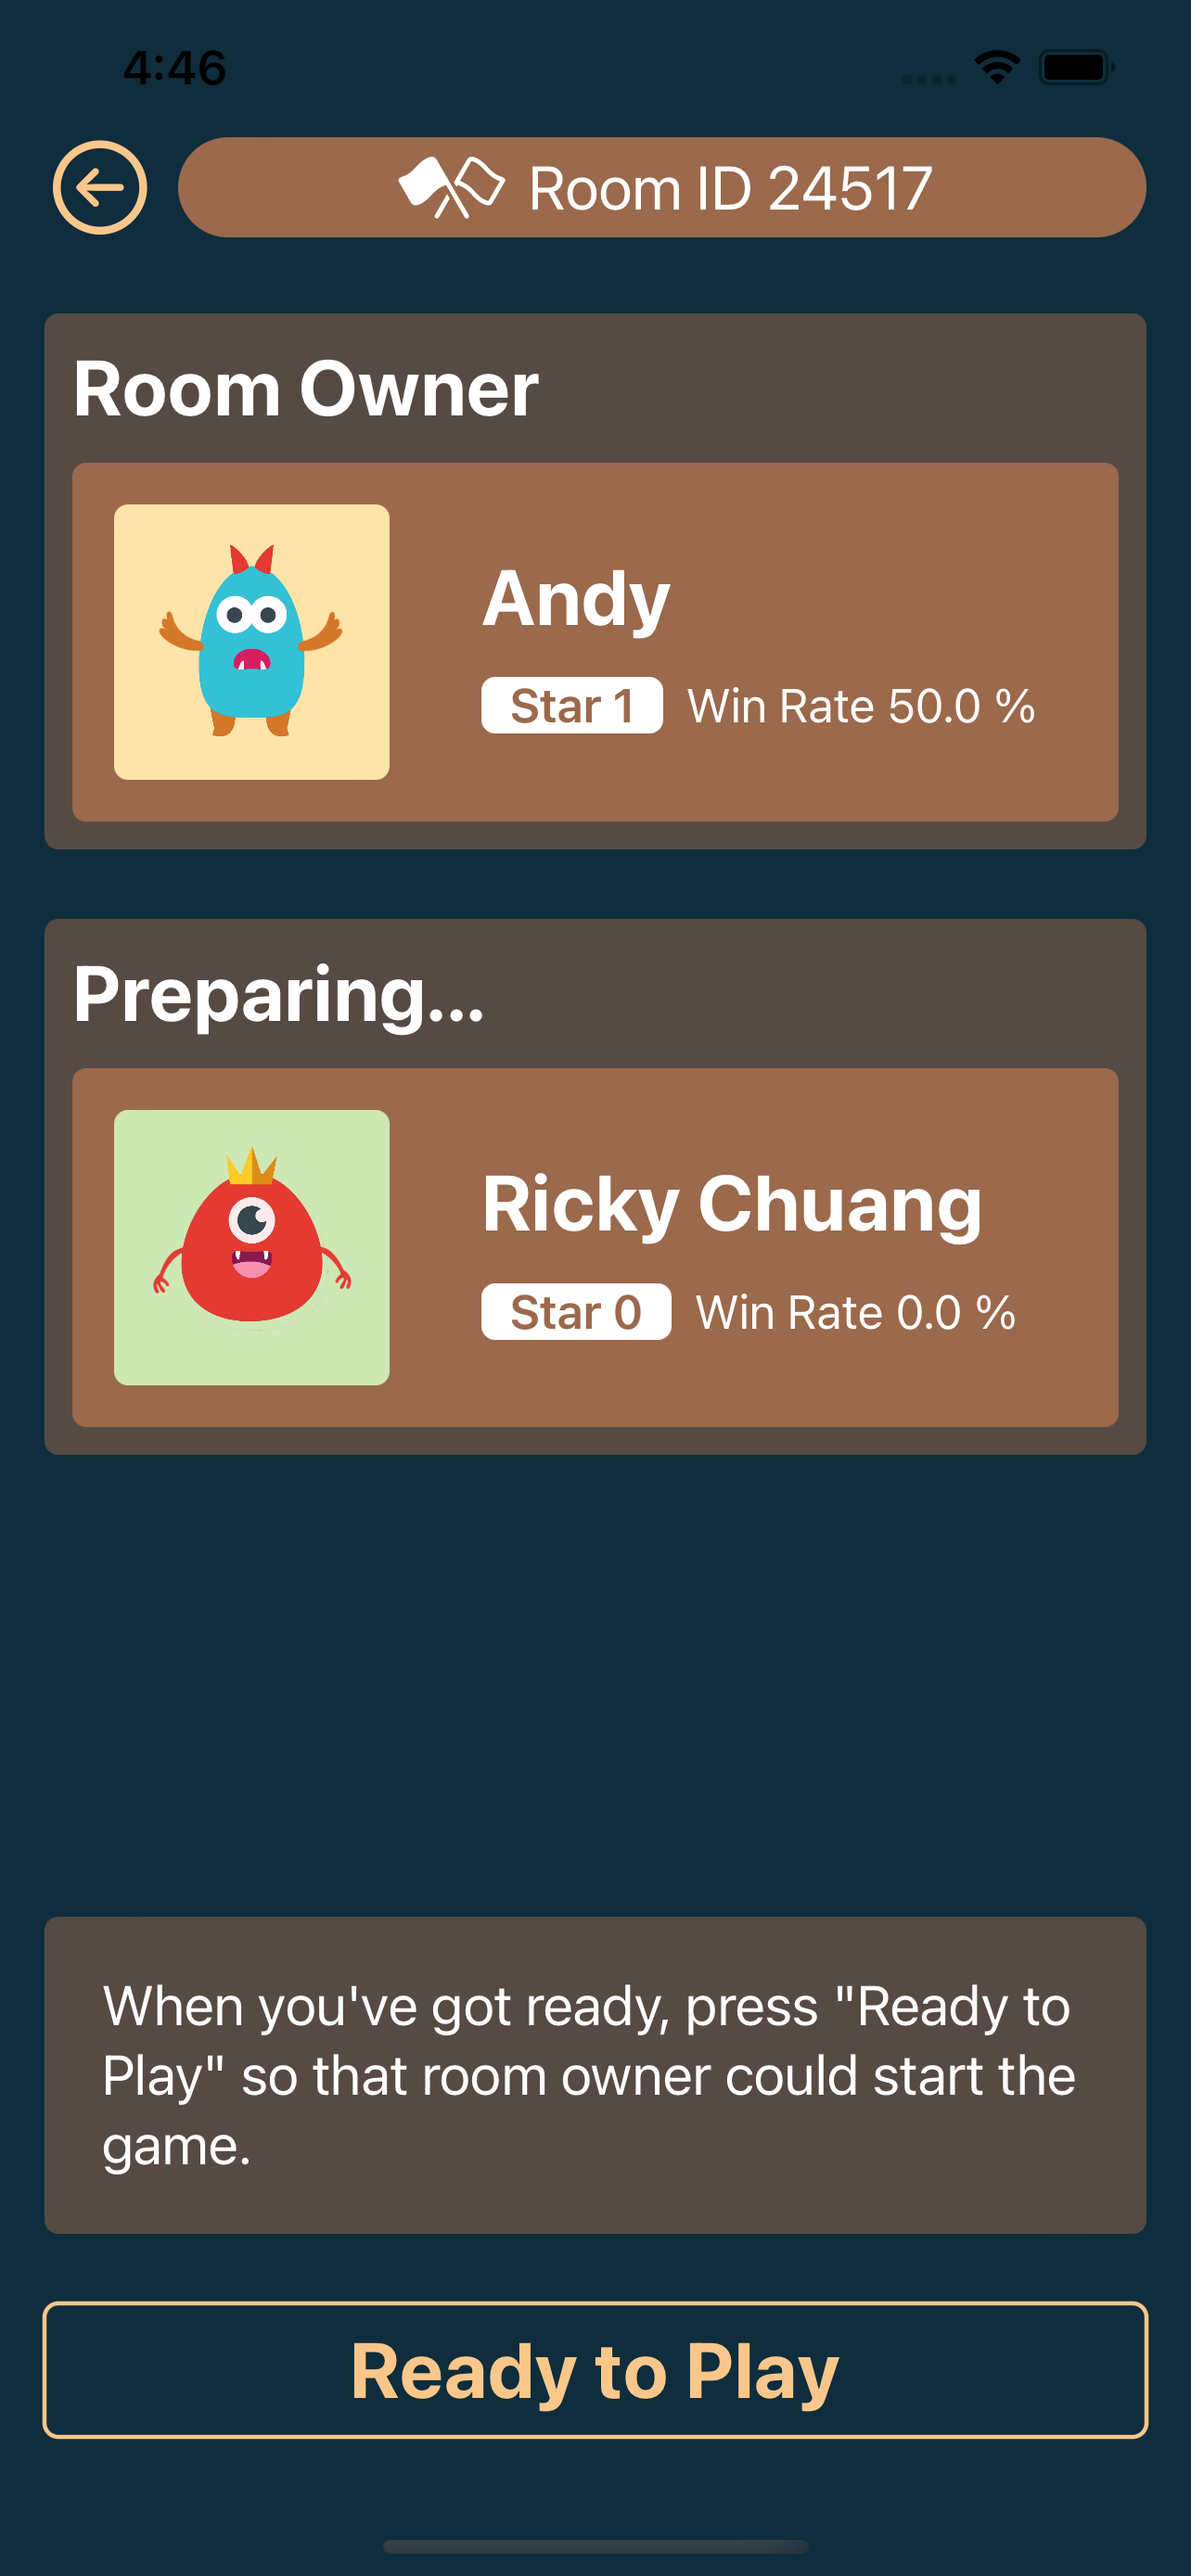 4:46
Room ID 24517
Room Owner
Andy
Star 1 Win Rate 50.0 %
Preparing...
Ricky Chuang
Star 0 Win Rate 0.0 %
When you've got ready, press "Ready to
Play" so that room owner could start the
game.
Ready to Play